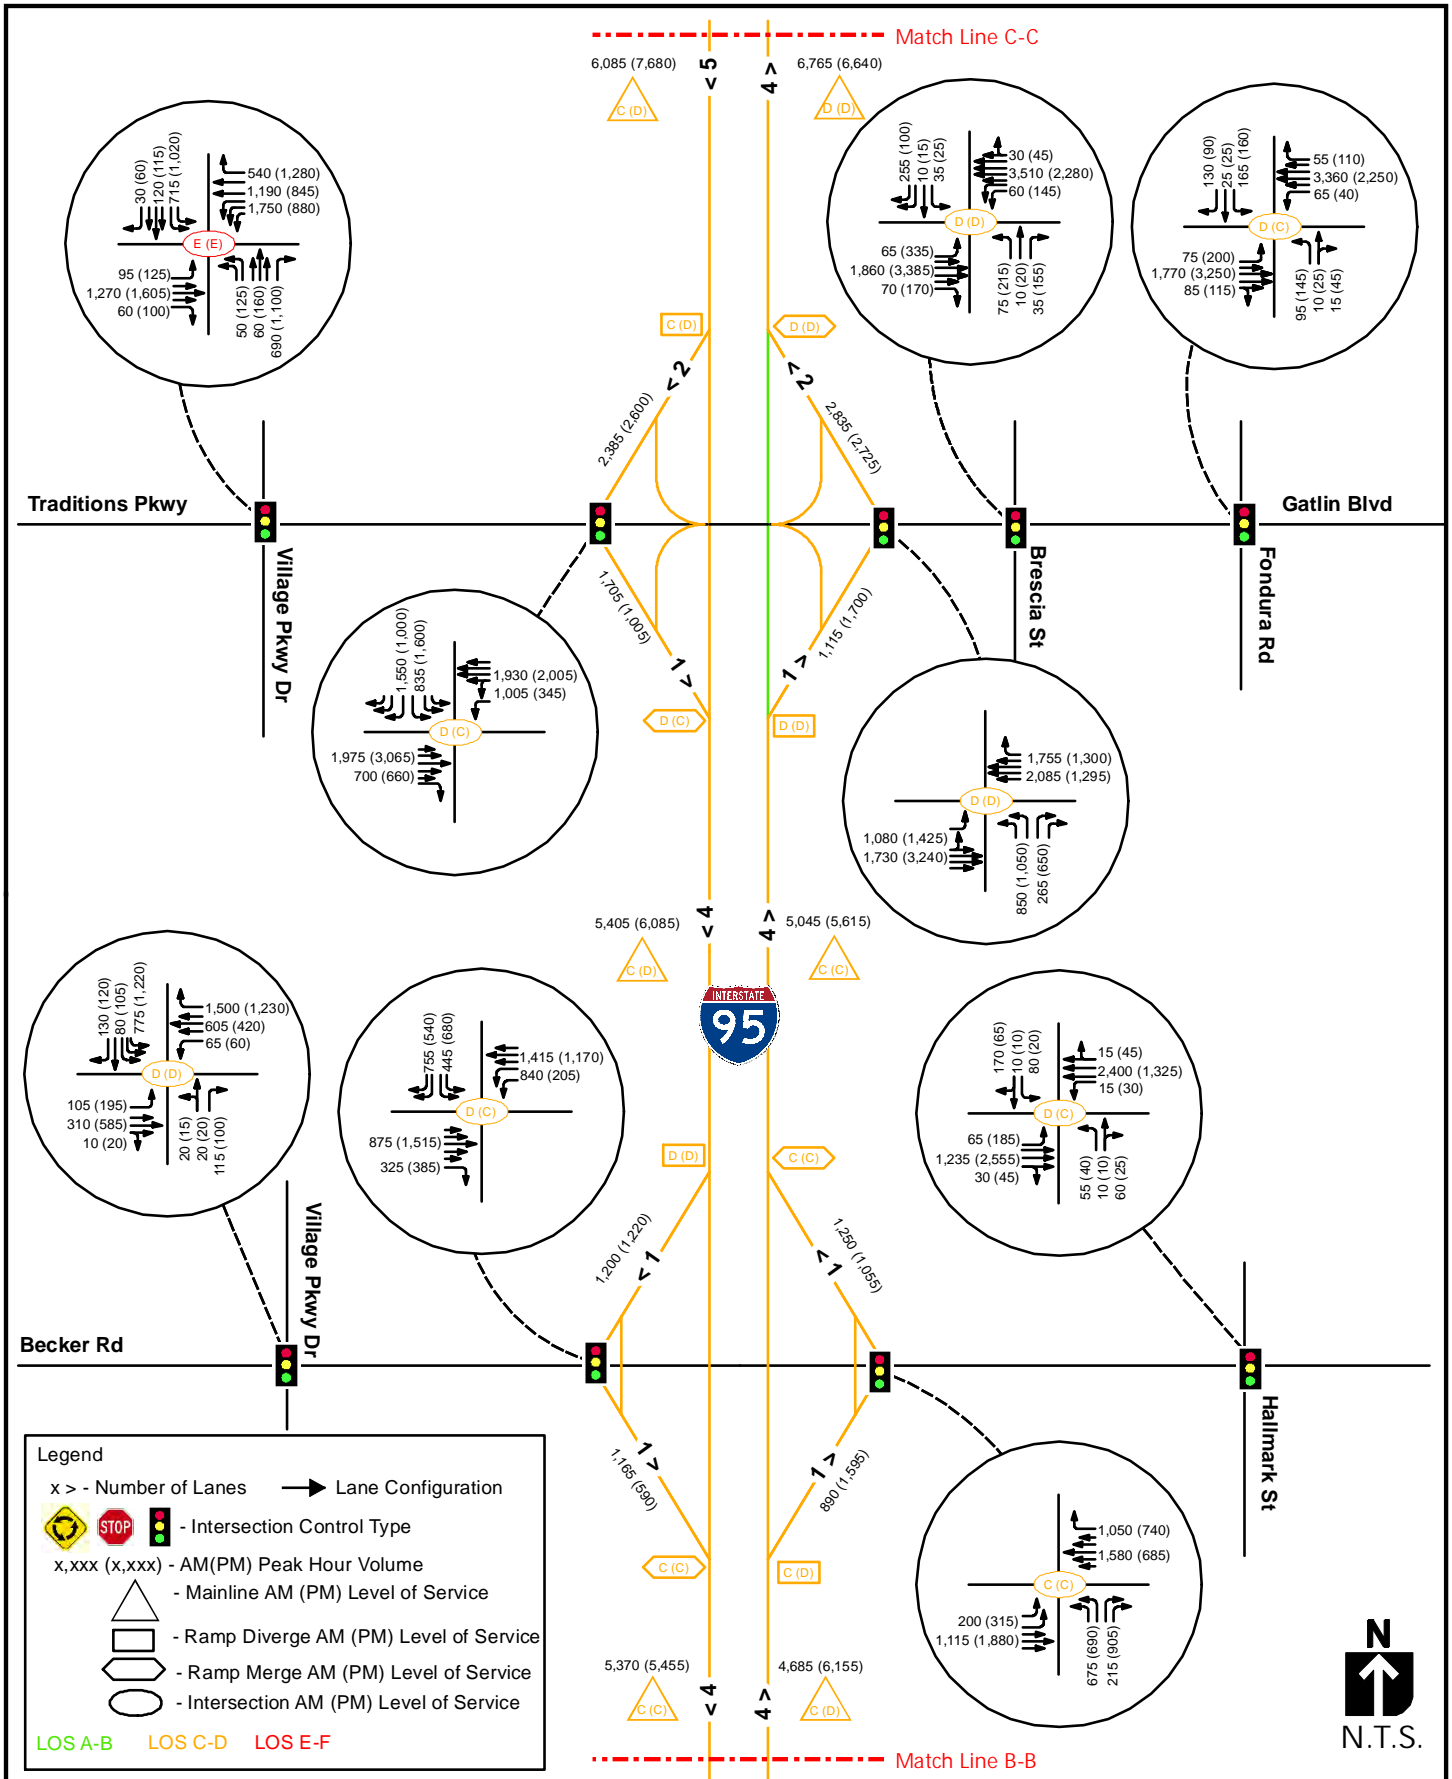 Match Line C-C
6,085 (7,680)
C (D)
< 5
4 >
6,765 (6,640)
D (D)
30 (60)
120 (115)
715 (1,020)
540 (1,280)
1,190 (845)
1,750 (880)
E (E)
95 (125)
1,270 (1,605)
60 (100)
50 (125)
60 (160)
690 (1,100)
255 (100)
10 (15)
35 (25)
30 (45)
3,510 (2,280)
60 (145)
D (D)
65 (335)
1,860 (3,385)
70 (170)
75 (215)
10 (20)
35 (155)
130 (90)
25 (25)
165 (160)
55 (110)
3,360 (2,250)
65 (40)
D (C)
75 (200)
1,770 (3,250)
85 (115)
95 (145)
10 (25)
15 (45)
C (D)
D (D)
< 2
< 2
2,385 (2,600)
2,835 (2,725)
Traditions Pkwy
Gatlin Blvd
Village Pkwy Dr
Brescia St
Fondura Rd
1,705 (1,005)
1 >
1,115 (1,700)
1 >
D (C)
D (D)
1,550 (1,000)
835 (1,600)
1,930 (2,005)
1,005 (345)
D (C)
1,975 (3,065)
700 (660)
1,755 (1,300)
2,085 (1,295)
D (D)
1,080 (1,425)
1,730 (3,240)
850 (1,050)
265 (650)
5,405 (6,085)
C (D)
< 4
4 >
5,045 (5,615)
C (C)
INTERSTATE
95
130 (120)
80 (105)
775 (1,220)
1,500 (1,230)
605 (420)
65 (60)
D (D)
105 (195)
310 (585)
10 (20)
20 (15)
20 (20)
115 (100)
755 (540)
445 (680)
1,415 (1,170)
840 (205)
D (C)
875 (1,515)
325 (385)
170 (65)
10 (10)
80 (20)
15 (45)
2,400 (1,325)
15 (30)
D (C)
65 (185)
1,235 (2,555)
30 (45)
55 (40)
10 (10)
60 (25)
D (D)
C (C)
1,200 (1,220)
< 1
< 1
1,250 (1,055)
Becker Rd
Village Pkwy Dr
Hallmark St
1 >
1,165 (590)
1 >
890 (1,595)
C (C)
C (D)
1,050 (740)
1,580 (685)
C (C)
200 (315)
1,115 (1,880)
675 (690)
215 (905)
5,370 (5,455)
C (C)
< 4
4 >
4,685 (6,155)
C (D)
Match Line B-B
Legend
x > - Number of Lanes
Lane Configuration
STOP
- Intersection Control Type
x,xxx (x,xxx) - AM(PM) Peak Hour Volume
- Mainline AM (PM) Level of Service
- Ramp Diverge AM (PM) Level of Service
- Ramp Merge AM (PM) Level of Service
- Intersection AM (PM) Level of Service
LOS A-B LOS C-D LOS E-F
N
N.T.S.